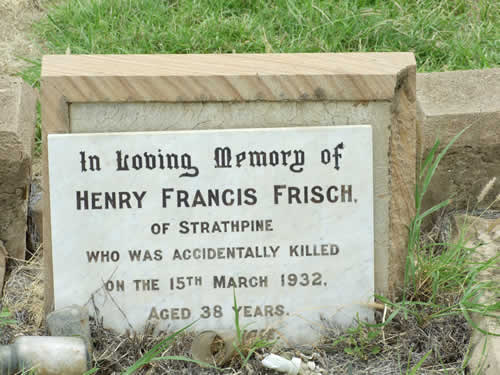 In Loving Memory of
HENRY FRANCIS FRISCH,
OF STRATHPINE
WHO WAS ACCIDENTALLY KILLED
ON THE 15TH MARCH 1932,
AGED 38 YEARS.